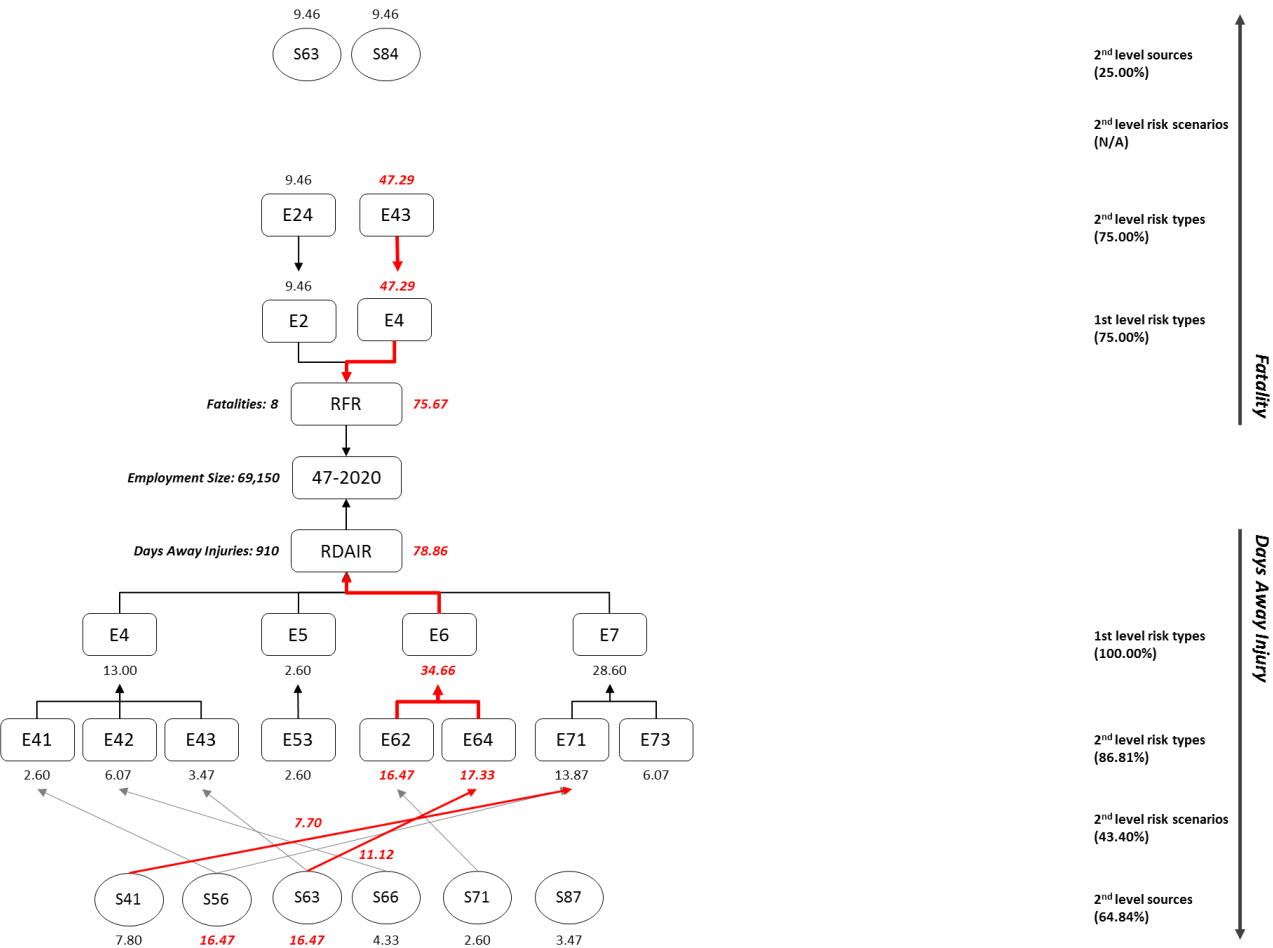 9.46 9.46
S63 S84
2nd level sources
(25.00%)
2nd level risk scenarios
(N/A)
9.46 47.29
E24 E43
2nd level risk types
(75.00%)
9.46 47.29
E2 E4
1st level risk types
(75.00%)
Fatality
Fatalities: 8 RFR 75.67
Employment Size: 69,150 47-2020
Days Away Injuries: 910 RDAIR 78.86
Days Away Injury
E4 E5 E6 E7
1st level risk types
(100.00%)
13.00 2.60 34.66 28.60
E41 E42 E43 E53 E62 E64 E71 E73
2nd level risk types
(86.81%)
2.60 6.07 3.47 2.60 16.47 17.33 13.87 6.07
7.70
11.12
2nd level risk scenarios
(43.40%)
S41 S56 S63 S66 S71 S87
2nd level sources
(64.84%)
7.80 16.47 16.47 4.33 2.60 3.47